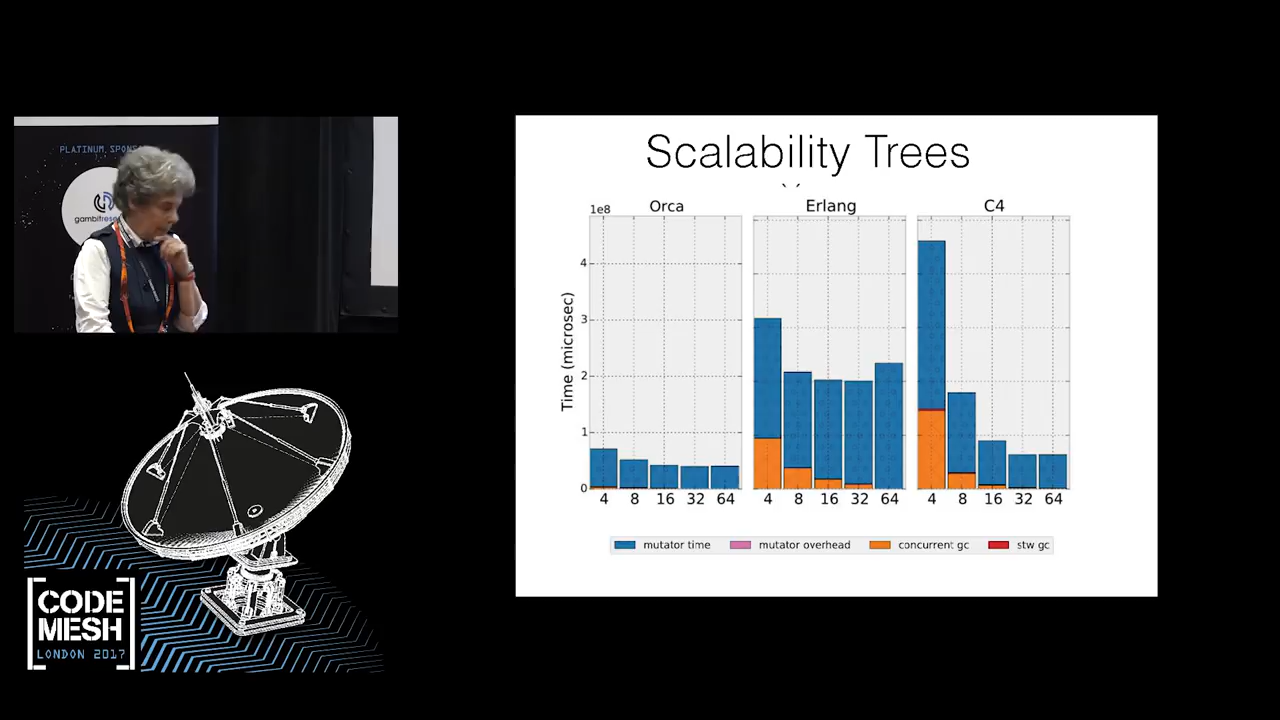 PLATINUM SPONS
gambitrese
Scalability Trees
1e8
Orca
Erlang
C4
Time (microsec)
4
3
2
1
0
4 8 16 32 64
4 8 16 32 64
4 8 16 32 64
mutator time
mutator overhead
concurrent gc
stw gc
CODE
MESH
LONDON 2017